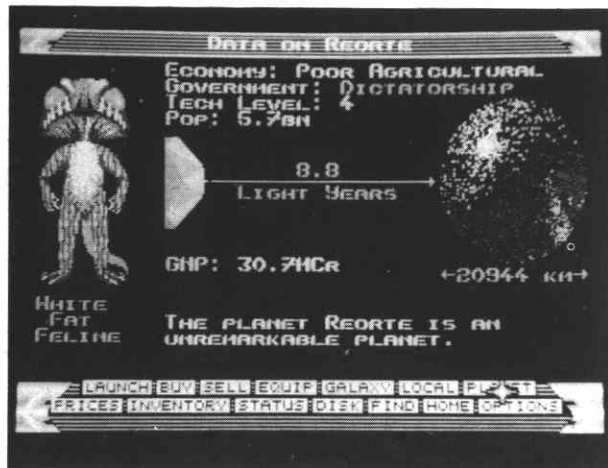 DATA ON REORTE
ECONOMY: POOR AGRICULTURAL
GOVERNMENT: DICTATORSHIP
TECH LEVEL: 4
POP: 5.7BN
8.8
LIGHT YEARS
GNP: 30.7MCR
←20944 KM→
WHITE
FAT
FELINE
THE PLANET REORTE IS AN
UNREMARKABLE PLANET.
LAUNCH BUY SELL EQUIP GALAXY LOCAL
PRICES INVENTORY STATUS DISK FIND HOME OPTIONS